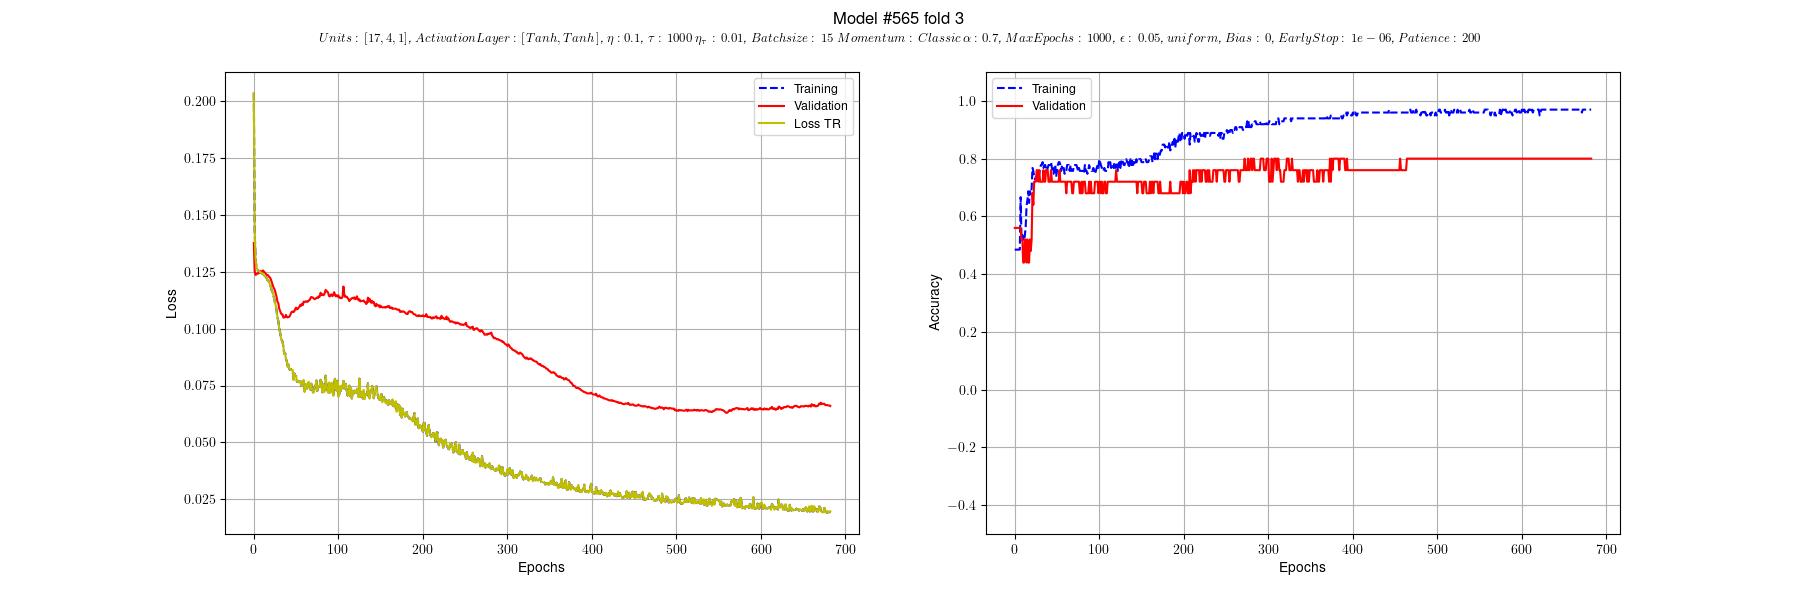 Model #565 fold 3
Units : [17, 4, 1], ActivationLayer : [Tanh, Tanh], η : 0.1, τ : 1000 η_τ : 0.01, Batchsize : 15 Momentum : Classic α : 0.7, MaxEpochs : 1000, ϵ : 0.05, uniform, Bias : 0, EarlyStop : 1e − 06, Patience : 200
Training
Validation
Loss TR
0.200
0.175
0.150
0.125
0.100
0.075
0.050
0.025
Loss
0 100 200 300 400 500 600 700
Epochs
Training
Validation
1.0
0.8
0.6
0.4
0.2
0.0
−0.2
−0.4
Accuracy
0 100 200 300 400 500 600 700
Epochs